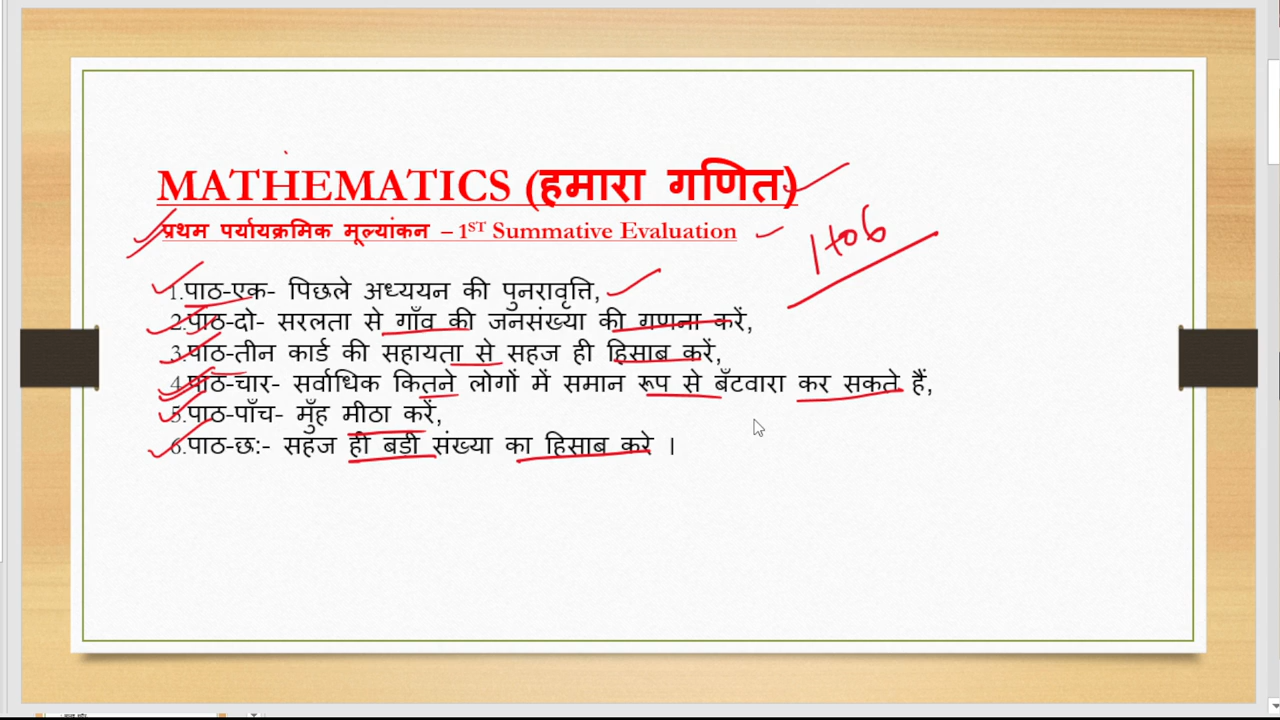 MATHEMATICS (हमारा गणित)
प्रथम पर्यायक्रमिक मूल्यांकन – 1ST Summative Evaluation
1 to 6
1.पाठ-एक- पिछले अध्ययन की पुनरावृत्ति,
2.पाठ-दो- सरलता से गाँव की जनसंख्या की गणना करें,
3.पाठ-तीन कार्ड की सहायता से सहज ही हिसाब करें,
4.पाठ-चार- सर्वाधिक कितने लोगों में समान रूप से बँटवारा कर सकते हैं,
5.पाठ-पाँच- मुँह मीठा करें,
6.पाठ-छ:- सहज ही बडी संख्या का हिसाब करे ।